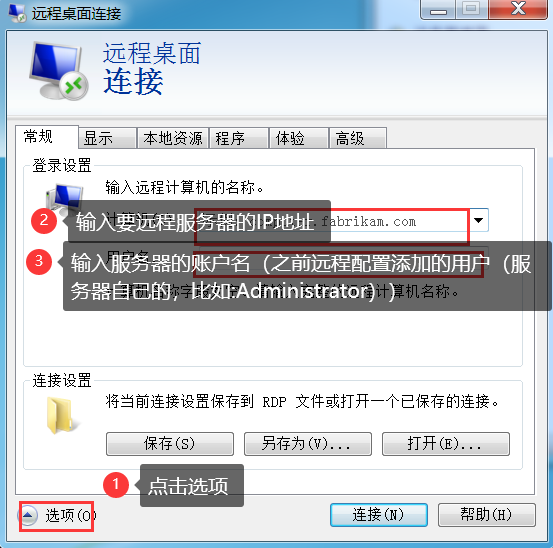 远程桌面连接
远程桌面
连接
常规 显示 本地资源 程序 体验 高级
登录设置
输入远程计算机的名称。
2 输入要远程服务器的IP地址 .fabrikam.com
3 输入服务器的账户名（之前远程配置添加的用户（服
务器自带的，比如:Administrator））
计算机名称。
连接设置
将当前连接设置保存到 RDP 文件或打开一个已保存的连接。
保存(S) 另存为(V)... 打开(E)...
1 点击选项
选项(O) 连接(N) 帮助(H)